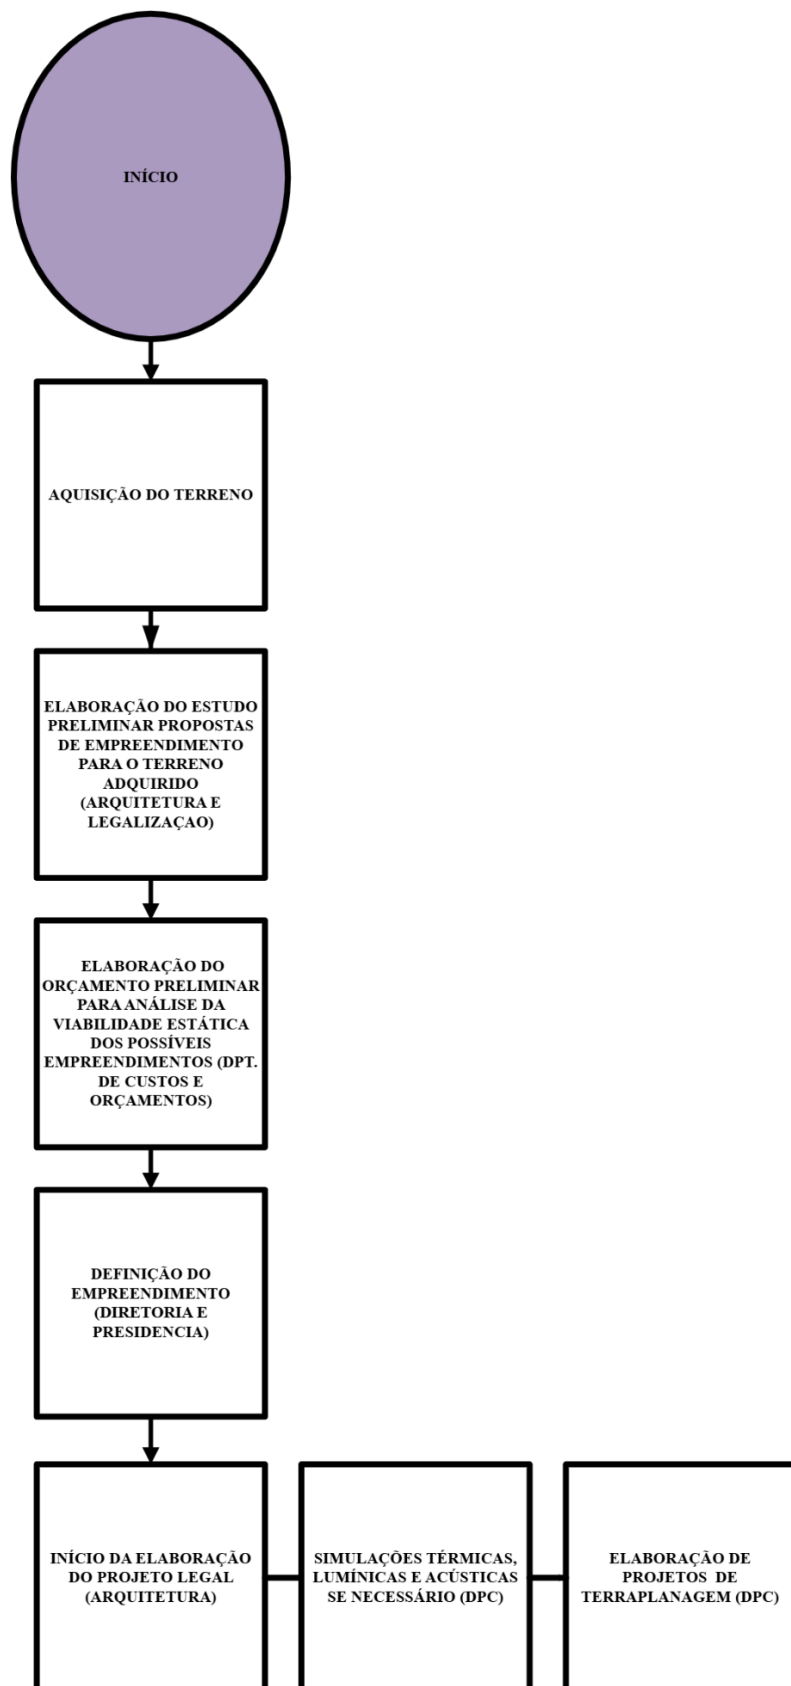 INÍCIO
AQUISIÇÃO DO TERRENO
ELABORAÇÃO DO ESTUDO
PRELIMINAR PROPOSTAS
DE EMPREENDIMENTO
PARA O TERRENO
ADQUIRIDO
(ARQUITETURA E
LEGALIZAÇAO)
ELABORAÇÃO DO
ORÇAMENTO PRELIMINAR
PARA ANÁLISE DA
VIABILIDADE ESTÁTICA
DOS POSSÍVEIS
EMPREENDIMENTOS (DPT.
DE CUSTOS E
ORÇAMENTOS)
DEFINIÇÃO DO
EMPREENDIMENTO
(DIRETORIA E
PRESIDENCIA)
INÍCIO DA ELABORAÇÃO
DO PROJETO LEGAL
(ARQUITETURA)
SIMULAÇÕES TÉRMICAS,
LUMÍNICAS E ACÚSTICAS
SE NECESSÁRIO (DPC)
ELABORAÇÃO DE
PROJETOS DE
TERRAPLANAGEM (DPC)